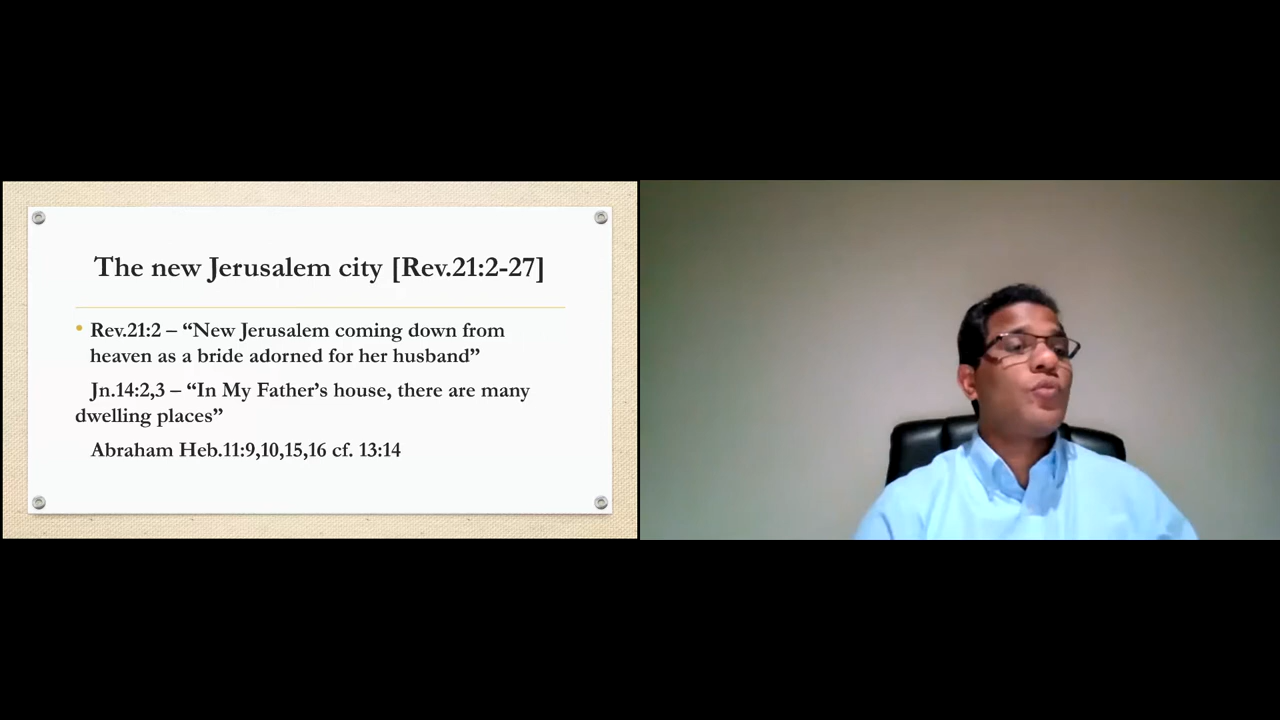 The new Jerusalem city [Rev.21:2-27]
• Rev.21:2 – “New Jerusalem coming down from
heaven as a bride adorned for her husband”
Jn.14:2,3 – “In My Father’s house, there are many
dwelling places”
Abraham Heb.11:9,10,15,16 cf. 13:14